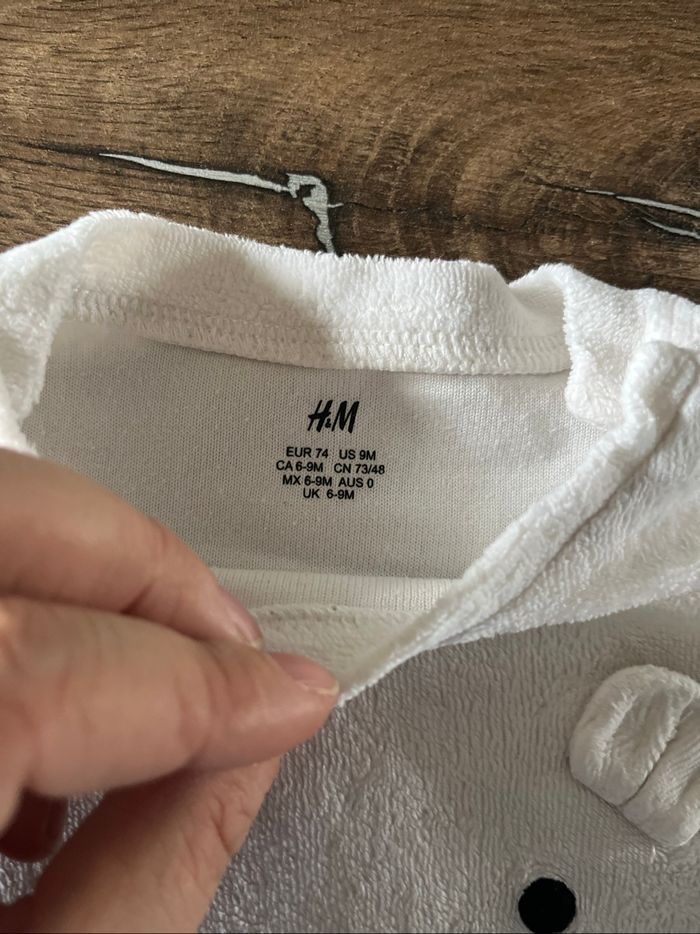 H&M
EUR 74 US 9M
CA 6-9M CN 73/48
MX 6-9M AUS 0
UK 6-9M